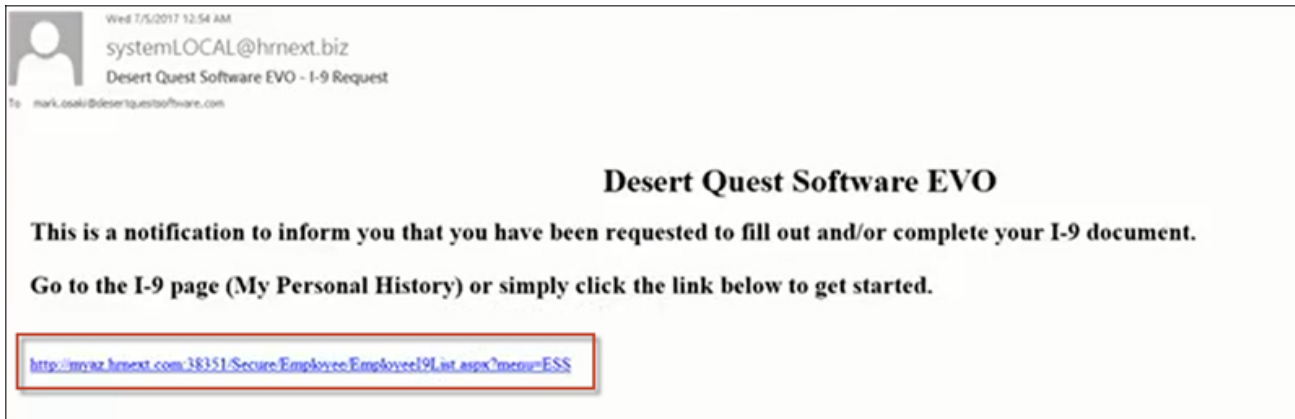 Wed 7/5/2017 12:54 AM
systemLOCAL@hrnext.biz
Desert Quest Software EVO - I-9 Request
To mark.osaki@desertquestsoftware.com
Desert Quest Software EVO
This is a notification to inform you that you have been requested to fill out and/or complete your I-9 document.
Go to the I-9 page (My Personal History) or simply click the link below to get started.
http://myaz.hrnext.com:38351/Secure/Employee/EmployeeI9List.aspx?menu=ESS